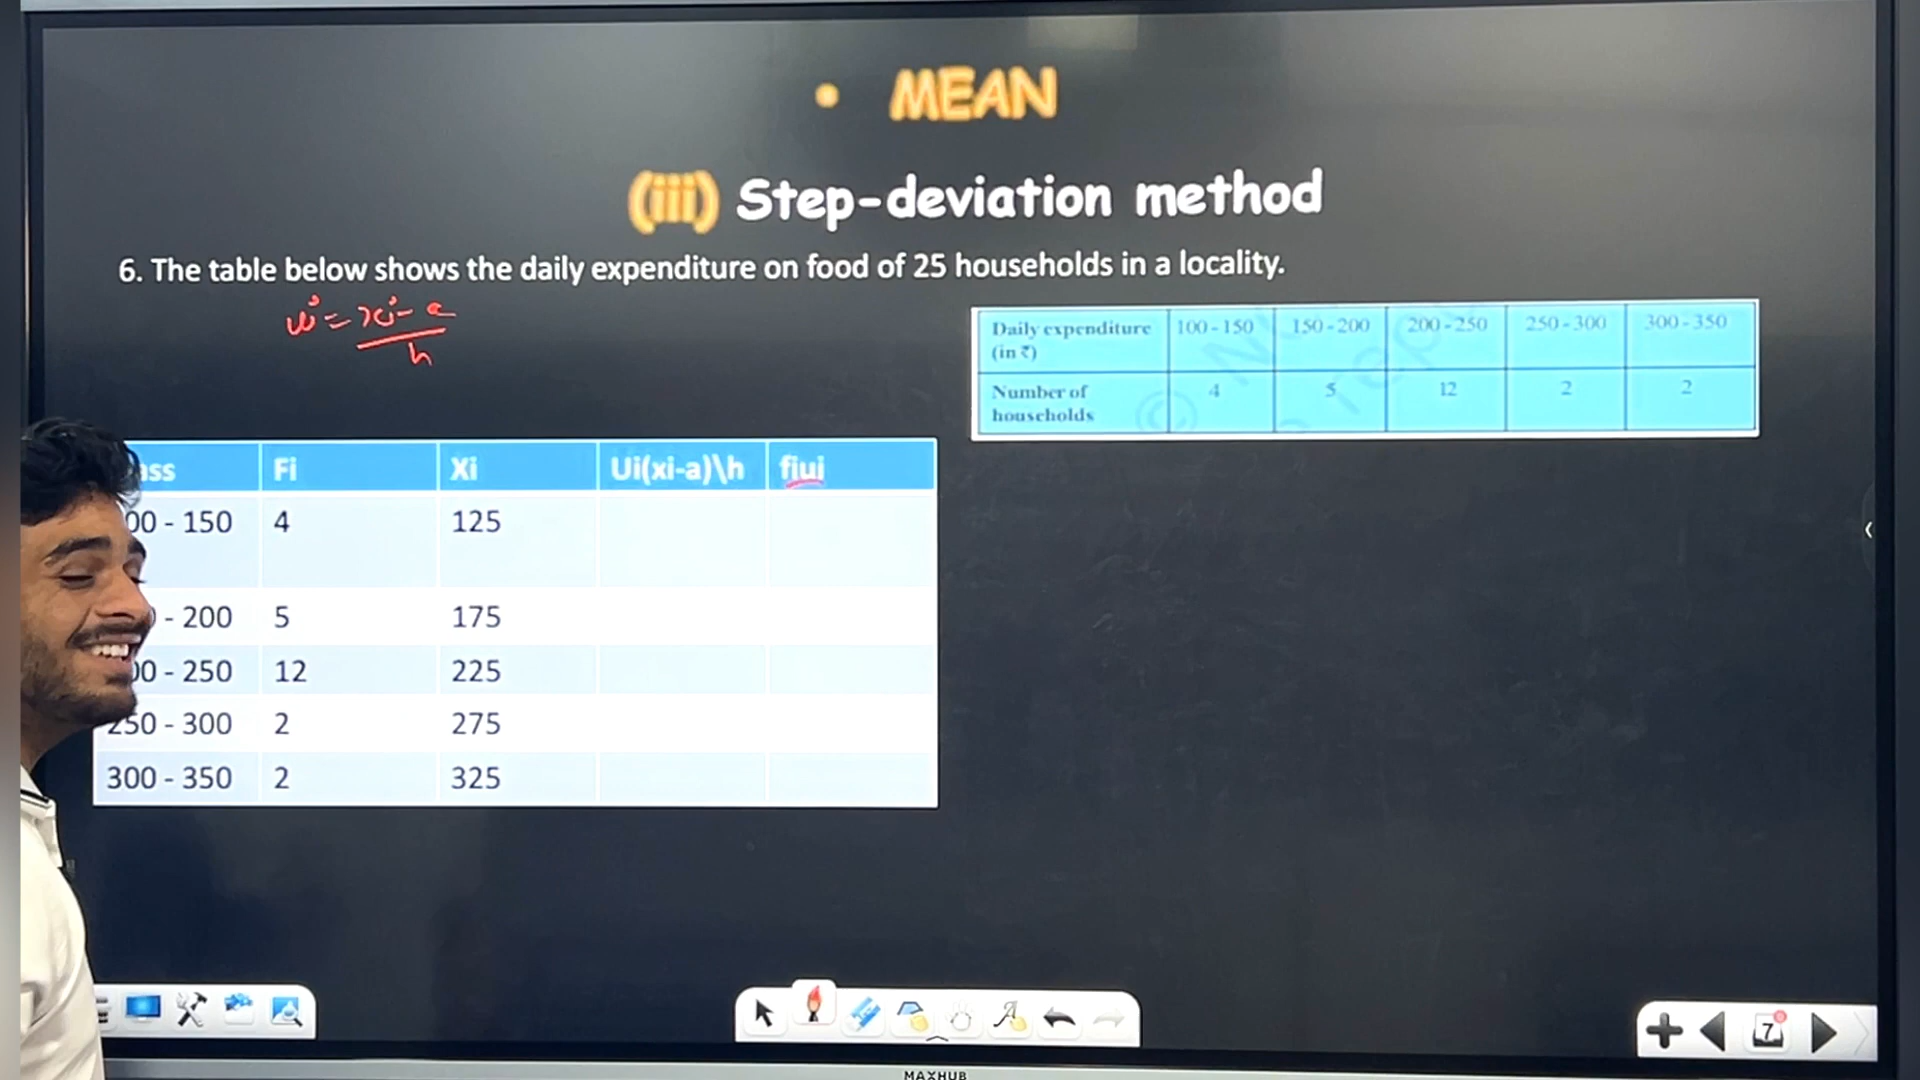 • MEAN
(iii) Step-deviation method
6. The table below shows the daily expenditure on food of 25 households in a locality.
ui = xi - a
h
Daily expenditure (in ₹) 100-150 150-200 200-250 250-300 300-350
Number of households 4 5 12 2 2
Fi Xi Ui(xi-a)\h fiui
- 150 4 125
- 200 5 175
- 250 12 225
250 - 300 2 275
300 - 350 2 325
7
MAXHUB